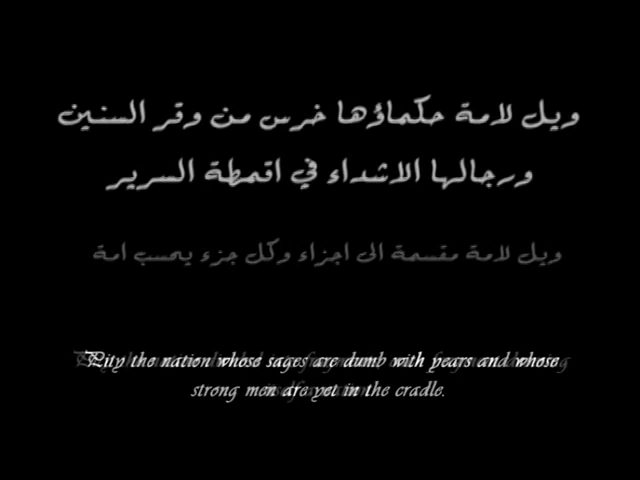 ويل لامة حكماؤها خرس من وقر السنين
ورجالها الاشداء في اقمطة السرير
ويل لامة مقسمة الى اجزاء وكل جزء يحسب امة
Pity the nation whose sages are dumb with years and whose
strong men are yet in the cradle.